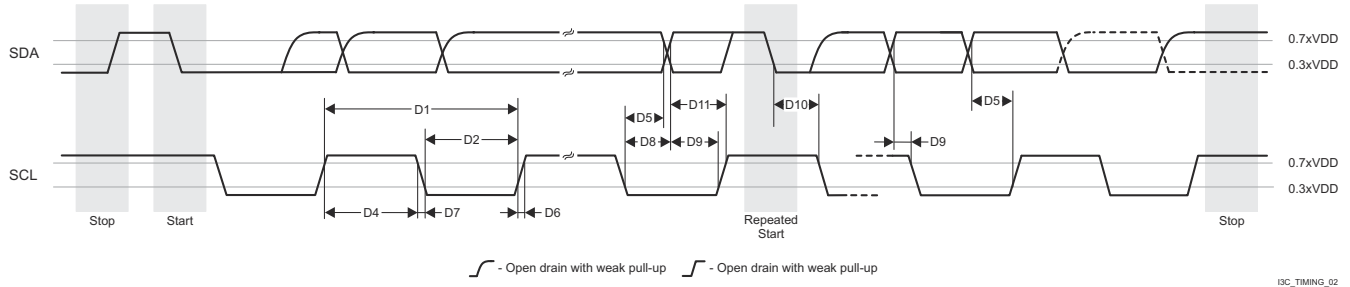 SDA
0.7xVDD
0.3xVDD
D1
D2
D5
D11
D8
D9
D10
D5
D9
SCL
0.7xVDD
0.3xVDD
D4
D7
D6
Stop
Start
Repeated
Start
Stop
- Open drain with weak pull-up
- Open drain with weak pull-up
I3C_TIMING_02